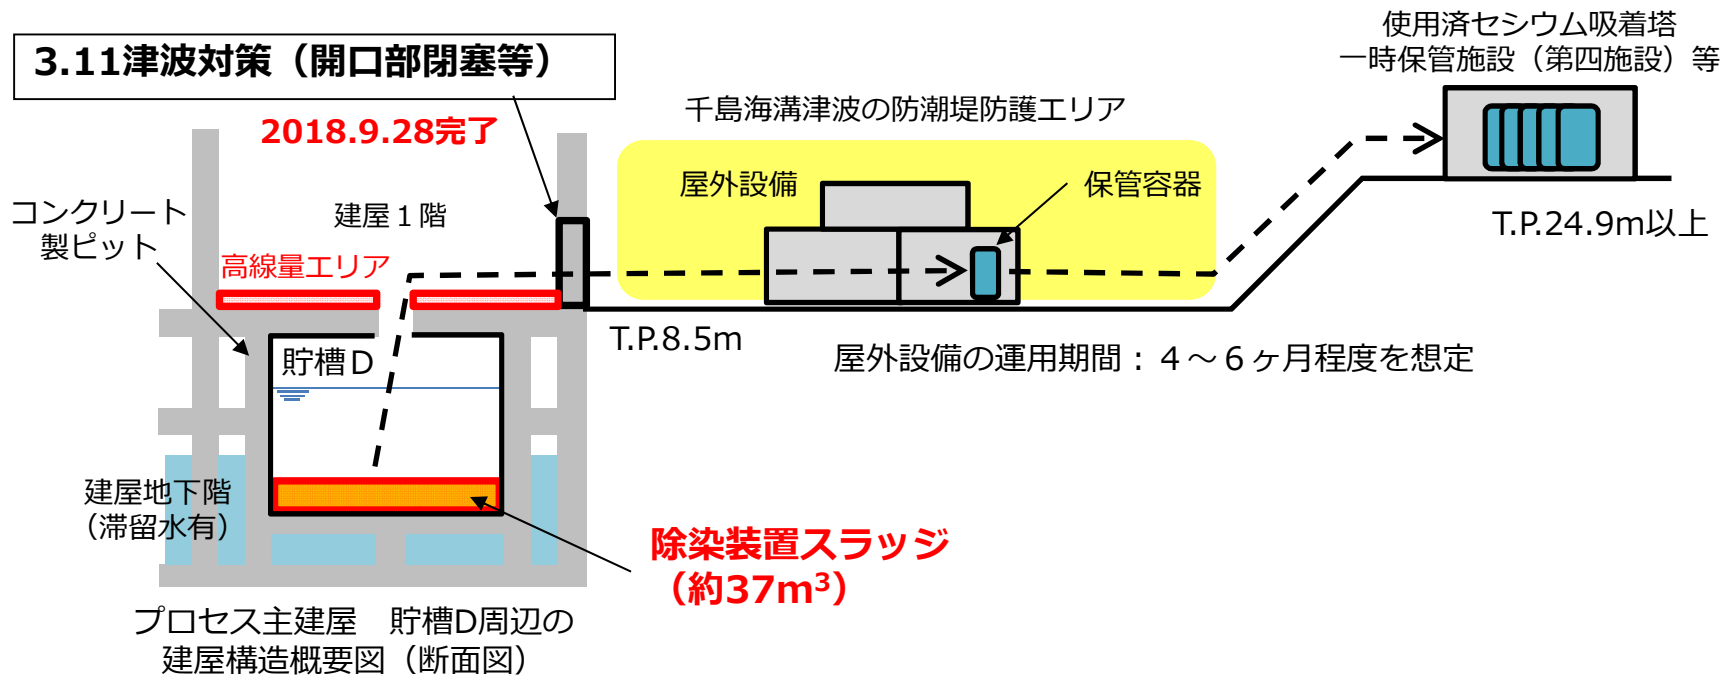 使用済セシウム吸着塔
一時保管施設（第四施設）等
3.11津波対策（開口部閉塞等）
千島海溝津波の防潮堤防護エリア
2018.9.28完了
屋外設備
保管容器
コンクリート
製ピット
建屋１階
T.P.24.9m以上
高線量エリア
T.P.8.5m
屋外設備の運用期間：４～６ヶ月程度を想定
貯槽Ｄ
建屋地下階
（滞留水有）
除染装置スラッジ
（約37m³）
プロセス主建屋　貯槽D周辺の
建屋構造概要図（断面図）